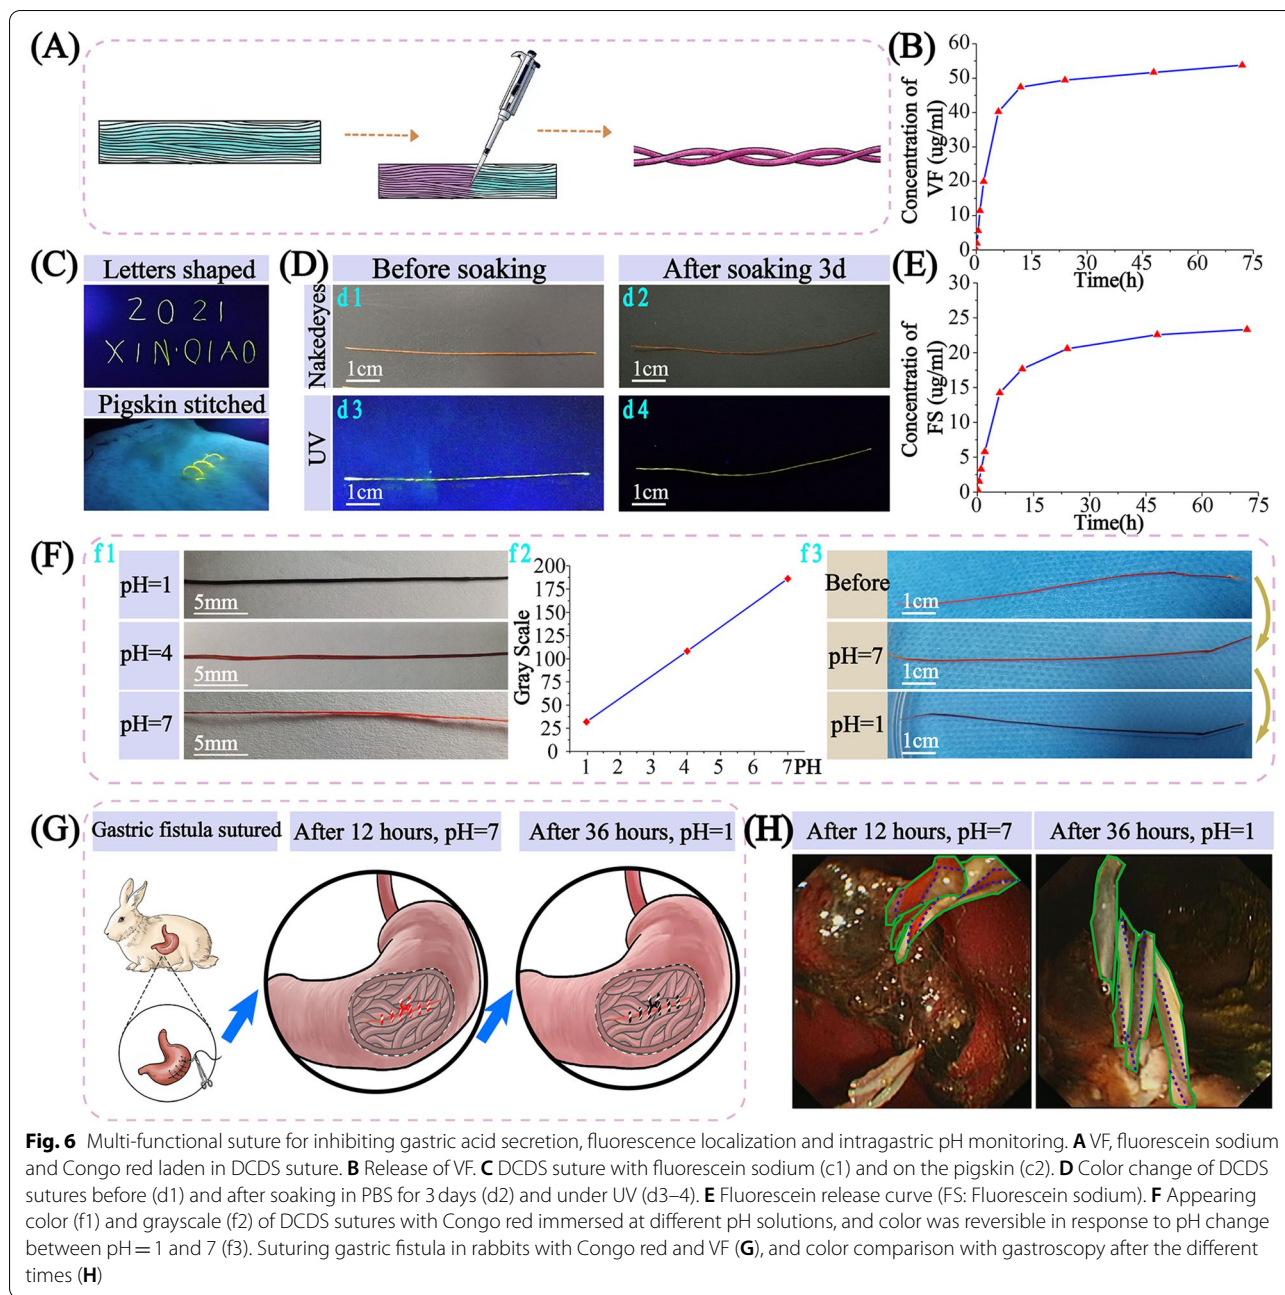 (A)
(B)
Concentration of
VF (ug/ml)
60
50
40
30
20
10
0
0 15 30 45 60 75
Time(h)
(C)
Letters shaped
2021
XIN·QIAO
Pigskin stitched
(D)
Before soaking
After soaking 3d
Nakedeyes
UV
d1
1cm
d2
1cm
d3
1cm
d4
1cm
(E)
Concentratio of
FS (ug/ml)
30
25
20
15
10
5
0
0 15 30 45 60 75
Time(h)
(F)
f1
pH=1
5mm
pH=4
5mm
pH=7
5mm
f2
Gray Scale
200
175
150
125
100
75
50
25
0
1 2 3 4 5 6 7 PH
f3
Before
1cm
pH=7
1cm
pH=1
1cm
(G)
Gastric fistula sutured
After 12 hours, pH=7
After 36 hours, pH=1
(H)
After 12 hours, pH=7
After 36 hours, pH=1
Fig. 6 Multi-functional suture for inhibiting gastric acid secretion, fluorescence localization and intragastric pH monitoring. A VF, fluorescein sodium
and Congo red laden in DCDS suture. B Release of VF. C DCDS suture with fluorescein sodium (c1) and on the pigskin (c2). D Color change of DCDS
sutures before (d1) and after soaking in PBS for 3 days (d2) and under UV (d3–4). E Fluorescein release curve (FS: Fluorescein sodium). F Appearing
color (f1) and grayscale (f2) of DCDS sutures with Congo red immersed at different pH solutions, and color was reversible in response to pH change
between pH = 1 and 7 (f3). Suturing gastric fistula in rabbits with Congo red and VF (G), and color comparison with gastroscopy after the different
times (H)